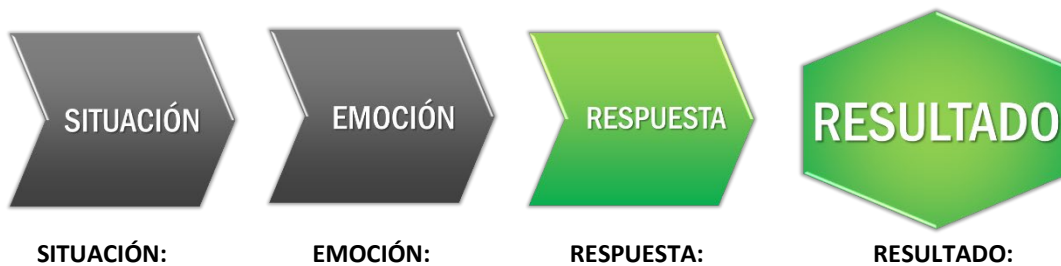 SITUACIÓN
EMOCIÓN
RESPUESTA
RESULTADO
SITUACIÓN:
EMOCIÓN:
RESPUESTA:
RESULTADO: